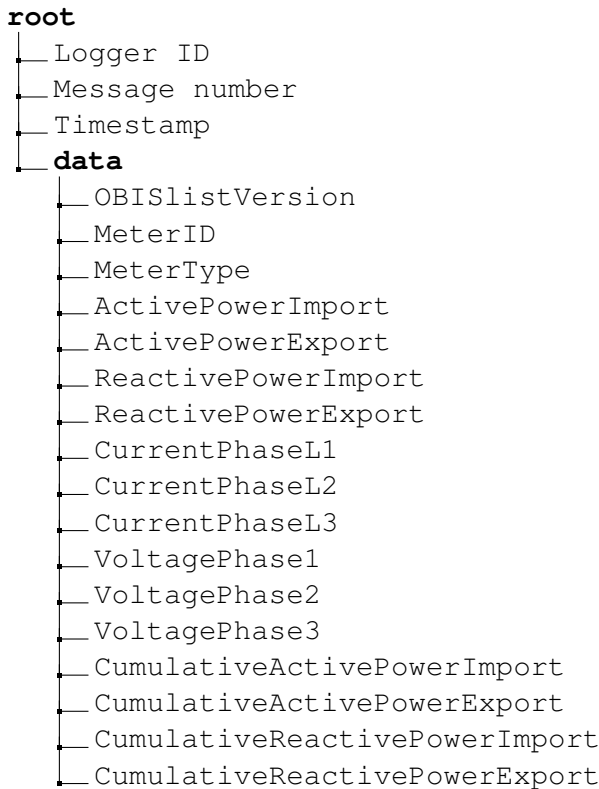 root
Logger ID
Message number
Timestamp
data
OBISlistVersion
MeterID
MeterType
ActivePowerImport
ActivePowerExport
ReactivePowerImport
ReactivePowerExport
CurrentPhaseL1
CurrentPhaseL2
CurrentPhaseL3
VoltagePhase1
VoltagePhase2
VoltagePhase3
CumulativeActivePowerImport
CumulativeActivePowerExport
CumulativeReactivePowerImport
CumulativeReactivePowerExport